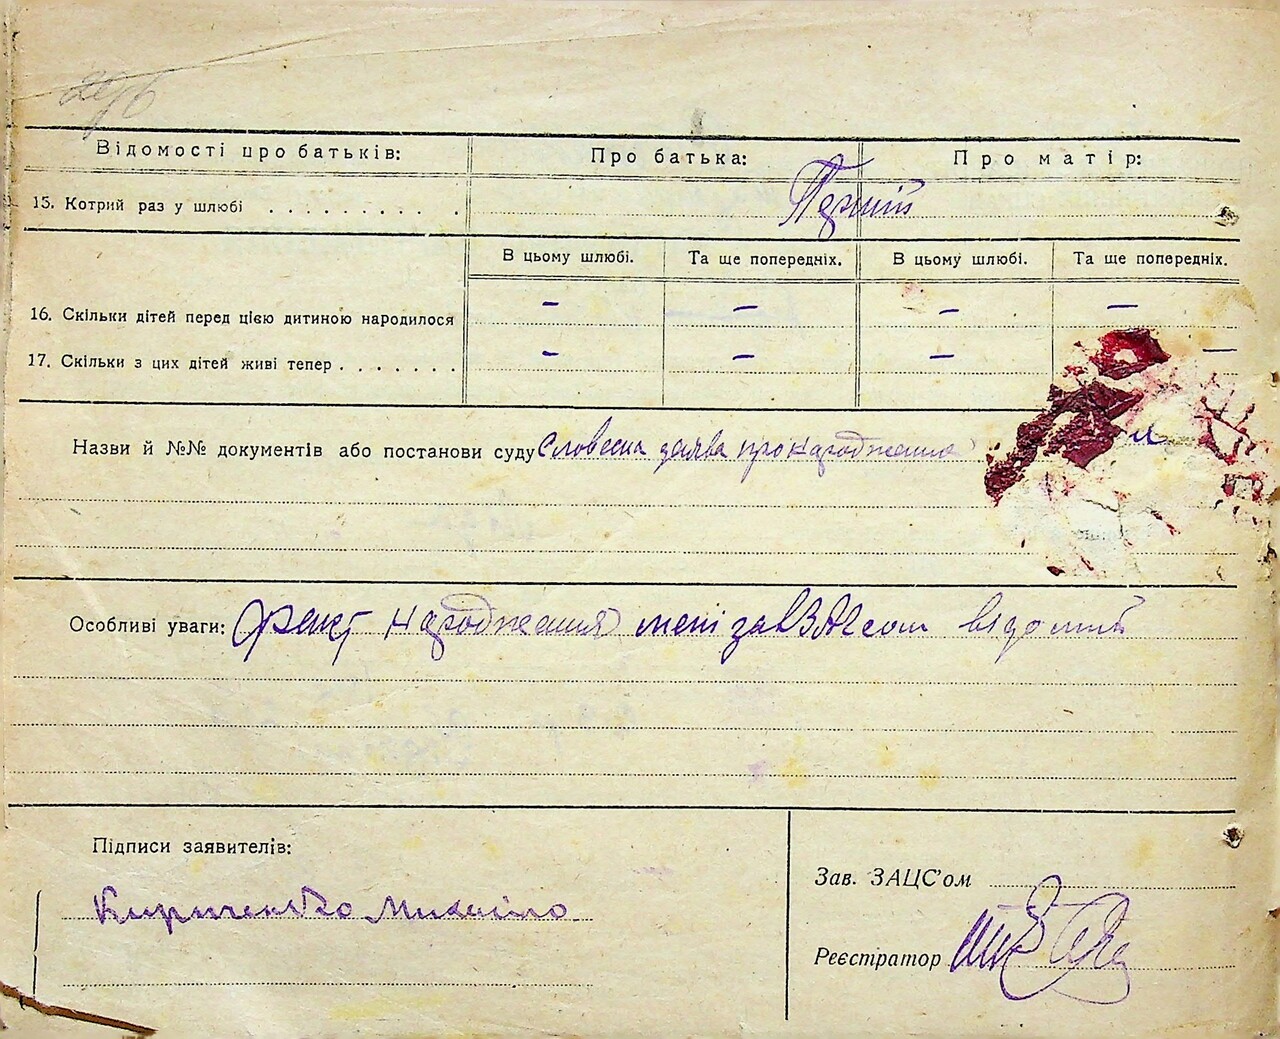 Відомості про батьків: Про батька: Про матір:
15. Котрий раз у шлюбі . . . . . . . . . . Перший
В цьому шлюбі. Та ще попередніх. В цьому шлюбі. Та ще попередніх.
16. Скільки дітей перед цією дитиною народилося – – – –
17. Скільки з цих дітей живі тепер . . . . . . . – – – –
Назви й №№ документів або постанови суду Словесна заява про народження
Особливі уваги: Факт народження мені зав ЗАГСом відомий
Підписи заявителів:
Кириченко Михайло
Зав. ЗАЦС'ом
Реєстратор